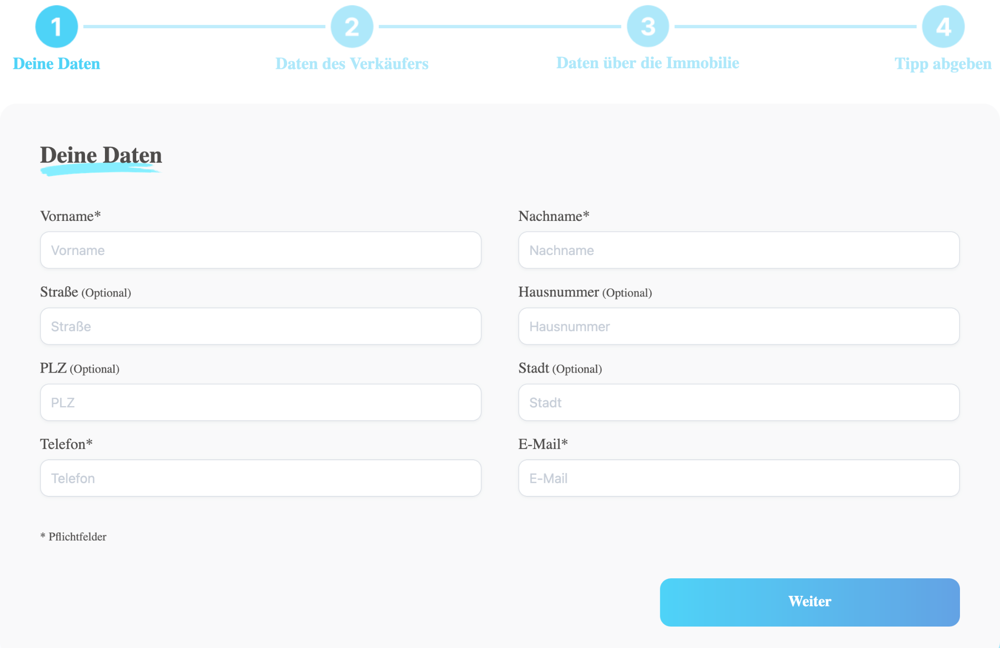 1
2
3
4
Deine Daten
Daten des Verkäufers
Daten über die Immobilie
Tipp abgeben
Deine Daten
Vorname*
Nachname*
Vorname
Nachname
Straße (Optional)
Hausnummer (Optional)
Straße
Hausnummer
PLZ (Optional)
Stadt (Optional)
PLZ
Stadt
Telefon*
E-Mail*
Telefon
E-Mail
* Pflichtfelder
Weiter